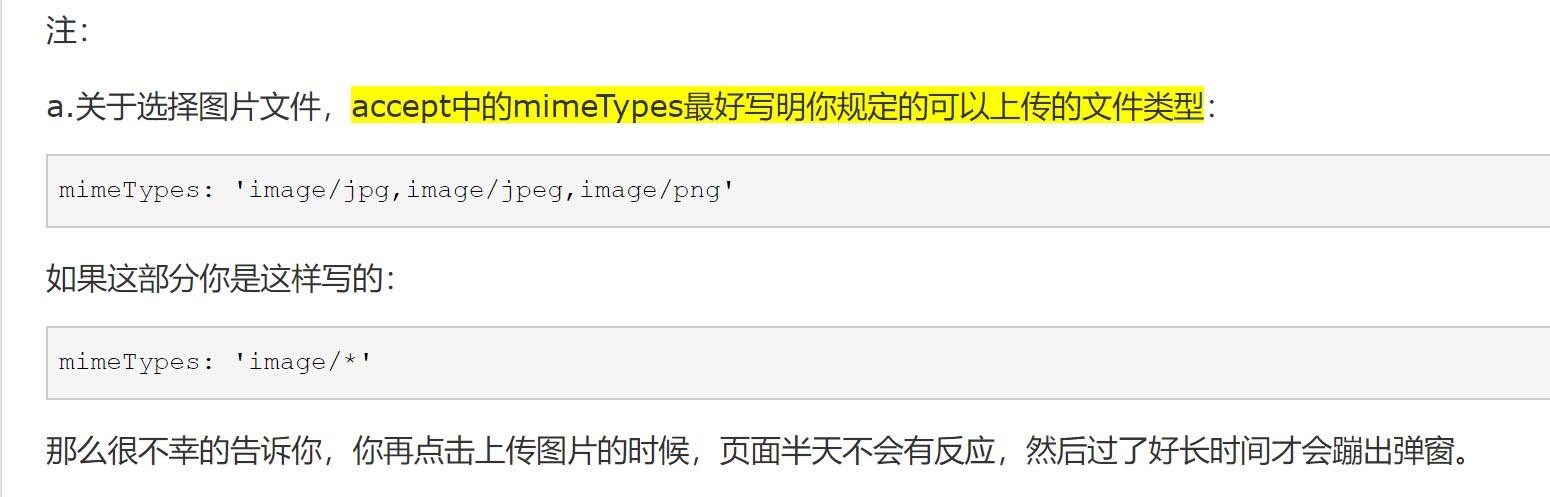 注：
a.关于选择图片文件，accept中的mimeTypes最好写明你规定的可以上传的文件类型：
mimeTypes: 'image/jpg,image/jpeg,image/png'
如果这部分你是这样写的：
mimeTypes: 'image/*'
那么很不幸的告诉你，你再点击上传图片的时候，页面半天不会有反应，然后过了好长时间才会蹦出弹窗。